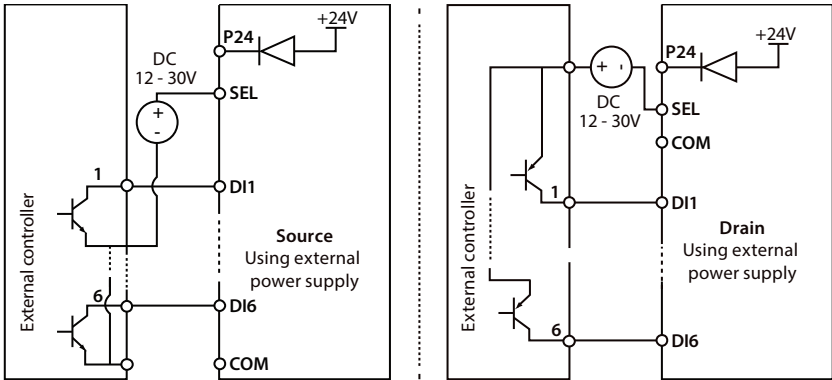 +24V
P24
DC
12 - 30V
SEL
+
-
1
DI1
External controller
Source
Using external
power supply
6
DI6
COM
+24V
P24
+
-
DC
12 - 30V
SEL
COM
1
DI1
External controller
Drain
Using external
power supply
6
DI6